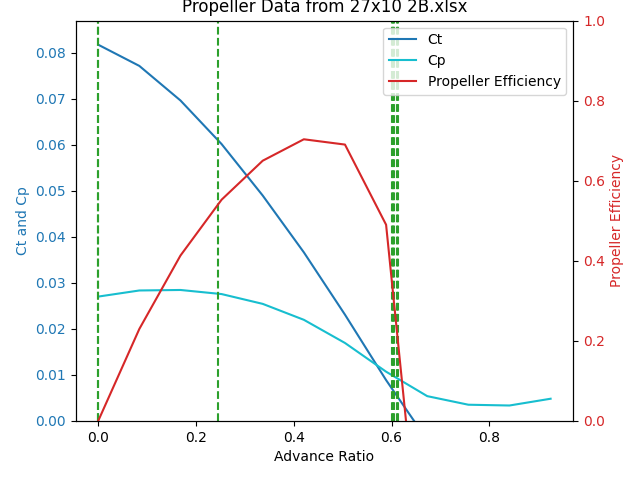 Propeller Data from 27x10 2B.xlsx
Ct
Cp
Propeller Efficiency
0.08
0.07
0.06
0.05
0.04
0.03
0.02
0.01
0.00
Ct and Cp
1.0
0.8
0.6
0.4
0.2
0.0
Propeller Efficiency
0.0 0.2 0.4 0.6 0.8
Advance Ratio